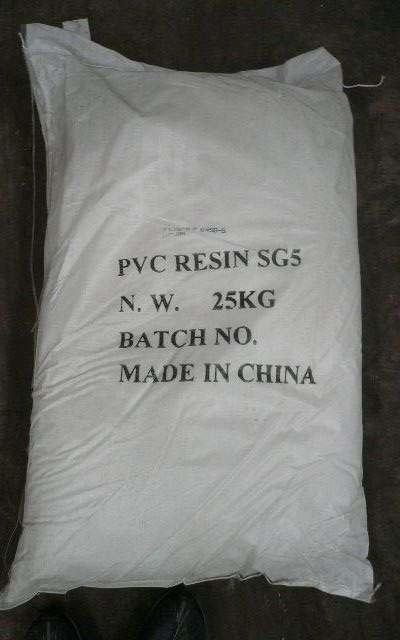 PVC RESIN SG5
N. W. 25KG
BATCH NO.
MADE IN CHINA